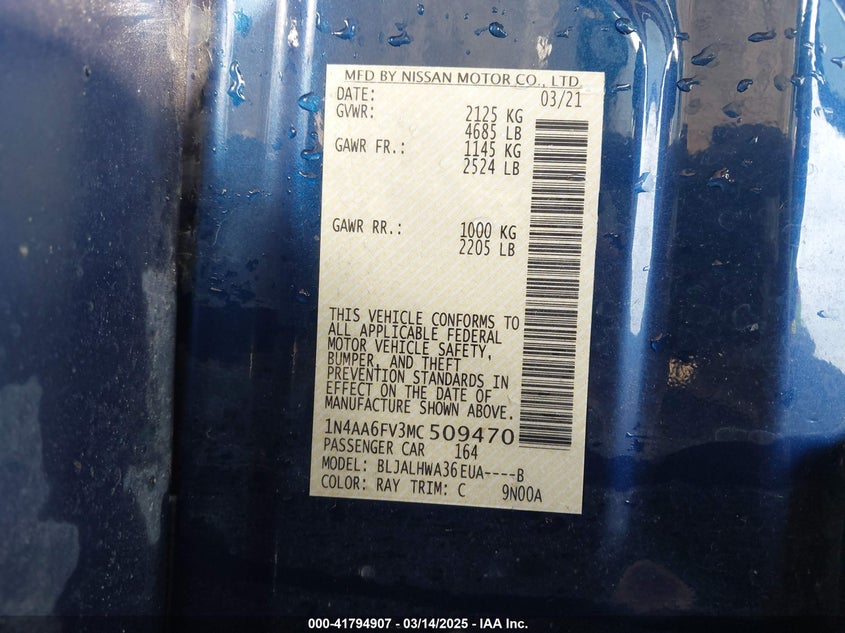 MFD BY NISSAN MOTOR CO., LTD.
DATE: 03/21
GVWR: 2125 KG
4685 LB
GAWR FR.: 1145 KG
2524 LB
GAWR RR.: 1000 KG
2205 LB
THIS VEHICLE CONFORMS TO
ALL APPLICABLE FEDERAL
MOTOR VEHICLE SAFETY,
BUMPER, AND THEFT
PREVENTION STANDARDS IN
EFFECT ON THE DATE OF
MANUFACTURE SHOWN ABOVE.
1N4AA6FV3MC509470
PASSENGER CAR 164
MODEL: BLJALHWA36EUA----B
COLOR: RAY TRIM: C 9N00A
000-41794907 - 03/14/2025 - IAA Inc.